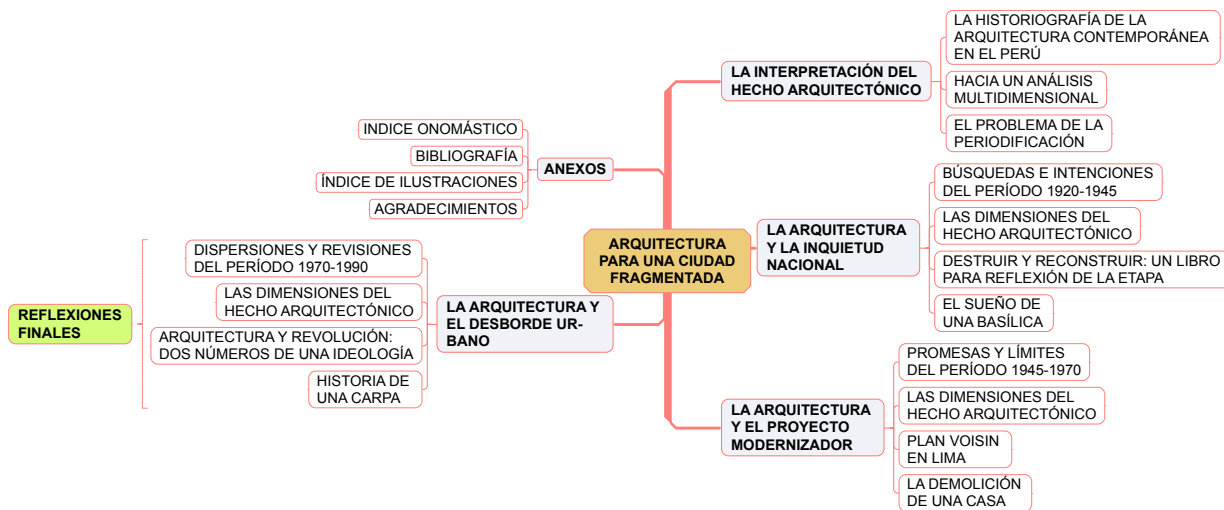 ARQUITECTURA
PARA UNA CIUDAD
FRAGMENTADA
LA INTERPRETACIÓN DEL
HECHO ARQUITECTÓNICO
LA HISTORIOGRAFÍA DE LA
ARQUITECTURA CONTEMPORÁNEA
EN EL PERÚ
HACIA UN ANÁLISIS
MULTIDIMENSIONAL
EL PROBLEMA DE LA
PERIODIFICACIÓN
LA ARQUITECTURA
Y LA INQUIETUD
NACIONAL
BÚSQUEDAS E INTENCIONES
DEL PERÍODO 1920-1945
LAS DIMENSIONES DEL
HECHO ARQUITECTÓNICO
DESTRUIR Y RECONSTRUIR: UN LIBRO
PARA REFLEXIÓN DE LA ETAPA
EL SUEÑO DE
UNA BASÍLICA
LA ARQUITECTURA
Y EL PROYECTO
MODERNIZADOR
PROMESAS Y LÍMITES
DEL PERÍODO 1945-1970
LAS DIMENSIONES DEL
HECHO ARQUITECTÓNICO
PLAN VOISIN
EN LIMA
LA DEMOLICIÓN
DE UNA CASA
LA ARQUITECTURA Y
EL DESBORDE UR-
BANO
DISPERSIONES Y REVISIONES
DEL PERÍODO 1970-1990
LAS DIMENSIONES DEL
HECHO ARQUITECTÓNICO
ARQUITECTURA Y REVOLUCIÓN:
DOS NÚMEROS DE UNA IDEOLOGÍA
HISTORIA DE
UNA CARPA
REFLEXIONES
FINALES
ANEXOS
INDICE ONOMÁSTICO
BIBLIOGRAFÍA
ÍNDICE DE ILUSTRACIONES
AGRADECIMIENTOS